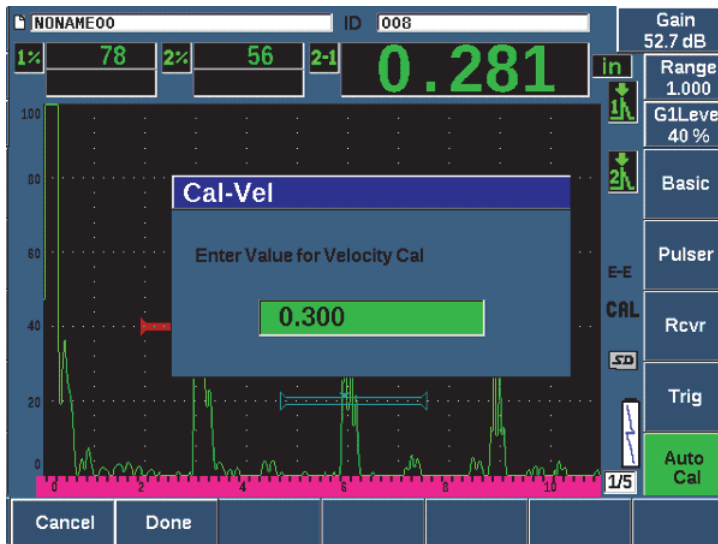 NONAME00
ID
008
Gain
52.7 dB
1%
78
2%
56
2-1
0.281
in
Range
1.000
G1Leve
40 %
100
1
80
2
Basic
Cal-Vel
Enter Value for Velocity Cal
0.300
60
Pulser
E-E
CAL
40
Rcvr
SD
20
Trig
0
Auto
Cal
0
2
4
6
8
10
1/5
Cancel
Done